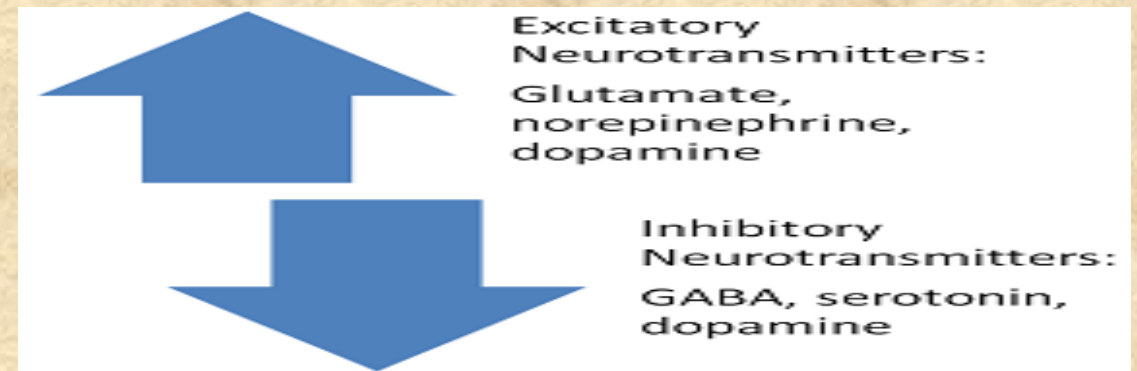 Excitatory
Neurotransmitters:
Glutamate,
norepinephrine,
dopamine
Inhibitory
Neurotransmitters:
GABA, serotonin,
dopamine